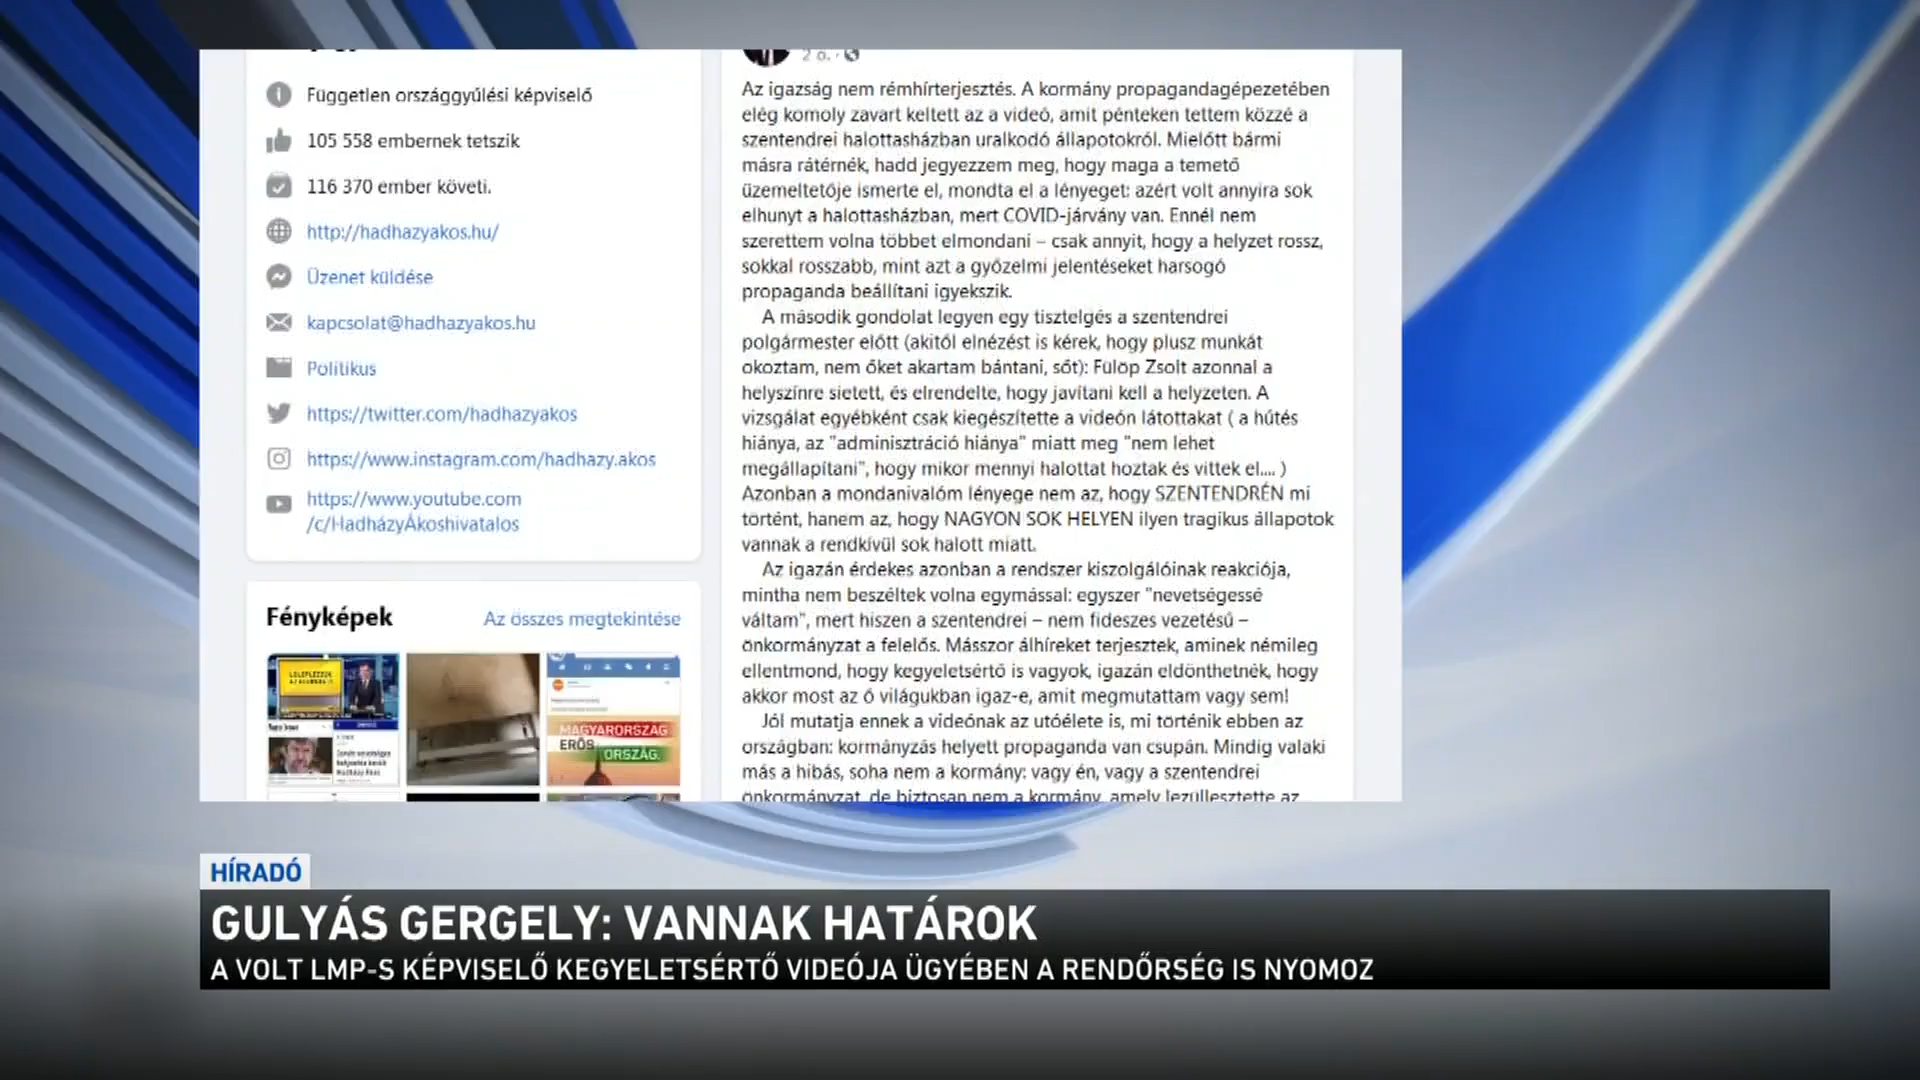 Független országgyűlési képviselő
105 558 embernek tetszik
116 370 ember követi.
http://hadhazyakos.hu/
Üzenet küldése
kapcsolat@hadhazyakos.hu
Politikus
https://twitter.com/hadhazyakos
https://www.instagram.com/hadhazy.akos
https://www.youtube.com
/c/HadházyÁkoshivatalos
Fényképek
Az összes megtekintése
MAGYARORSZÁG
ERŐS
ORSZÁG.
2 ó.
Az igazság nem rémhírterjesztés. A kormány propagandagépezetében
elég komoly zavart keltett az a videó, amit pénteken tettem közzé a
szentendrei halottasházban uralkodó állapotokról. Mielőtt bármi
másra rátérnék, hadd jegyezzem meg, hogy maga a temető
üzemeltetője ismerte el, mondta el a lényeget: azért volt annyira sok
elhunyt a halottasházban, mert COVID-járvány van. Ennél nem
szerettem volna többet elmondani – csak annyit, hogy a helyzet rossz,
sokkal rosszabb, mint azt a győzelmi jelentéseket harsogó
propaganda beállítani igyekszik.
A második gondolat legyen egy tisztelgés a szentendrei
polgármester előtt (akitől elnézést is kérek, hogy plusz munkát
okoztam, nem őket akartam bántani, sőt): Fülöp Zsolt azonnal a
helyszínre sietett, és elrendelte, hogy javítani kell a helyzeten. A
vizsgálat egyébként csak kiegészítette a videón látottakat ( a hűtés
hiánya, az "adminisztráció hiánya" miatt meg "nem lehet
megállapítani", hogy mikor mennyi halottat hoztak és vittek el.... )
Azonban a mondanivalóm lényege nem az, hogy SZENTENDRÉN mi
történt, hanem az, hogy NAGYON SOK HELYEN ilyen tragikus állapotok
vannak a rendkívül sok halott miatt.
Az igazán érdekes azonban a rendszer kiszolgálóinak reakciója,
mintha nem beszéltek volna egymással: egyszer "nevetségessé
váltam", mert hiszen a szentendrei – nem fideszes vezetésű –
önkormányzat a felelős. Másszor álhíreket terjesztek, aminek némileg
ellentmond, hogy kegyeletsértő is vagyok, igazán eldönthetnék, hogy
akkor most az ő világukban igaz-e, amit megmutattam vagy sem!
Jól mutatja ennek a videónak az utóélete is, mi történik ebben az
országban: kormányzás helyett propaganda van csupán. Mindig valaki
más a hibás, soha nem a kormány: vagy én, vagy a szentendrei
önkormányzat, de biztosan nem a kormány, amely lezüllesztette az
HÍRADÓ
GULYÁS GERGELY: VANNAK HATÁROK
A VOLT LMP-S KÉPVISELŐ KEGYELETSÉRTŐ VIDEÓJA ÜGYÉBEN A RENDŐRSÉG IS NYOMOZ